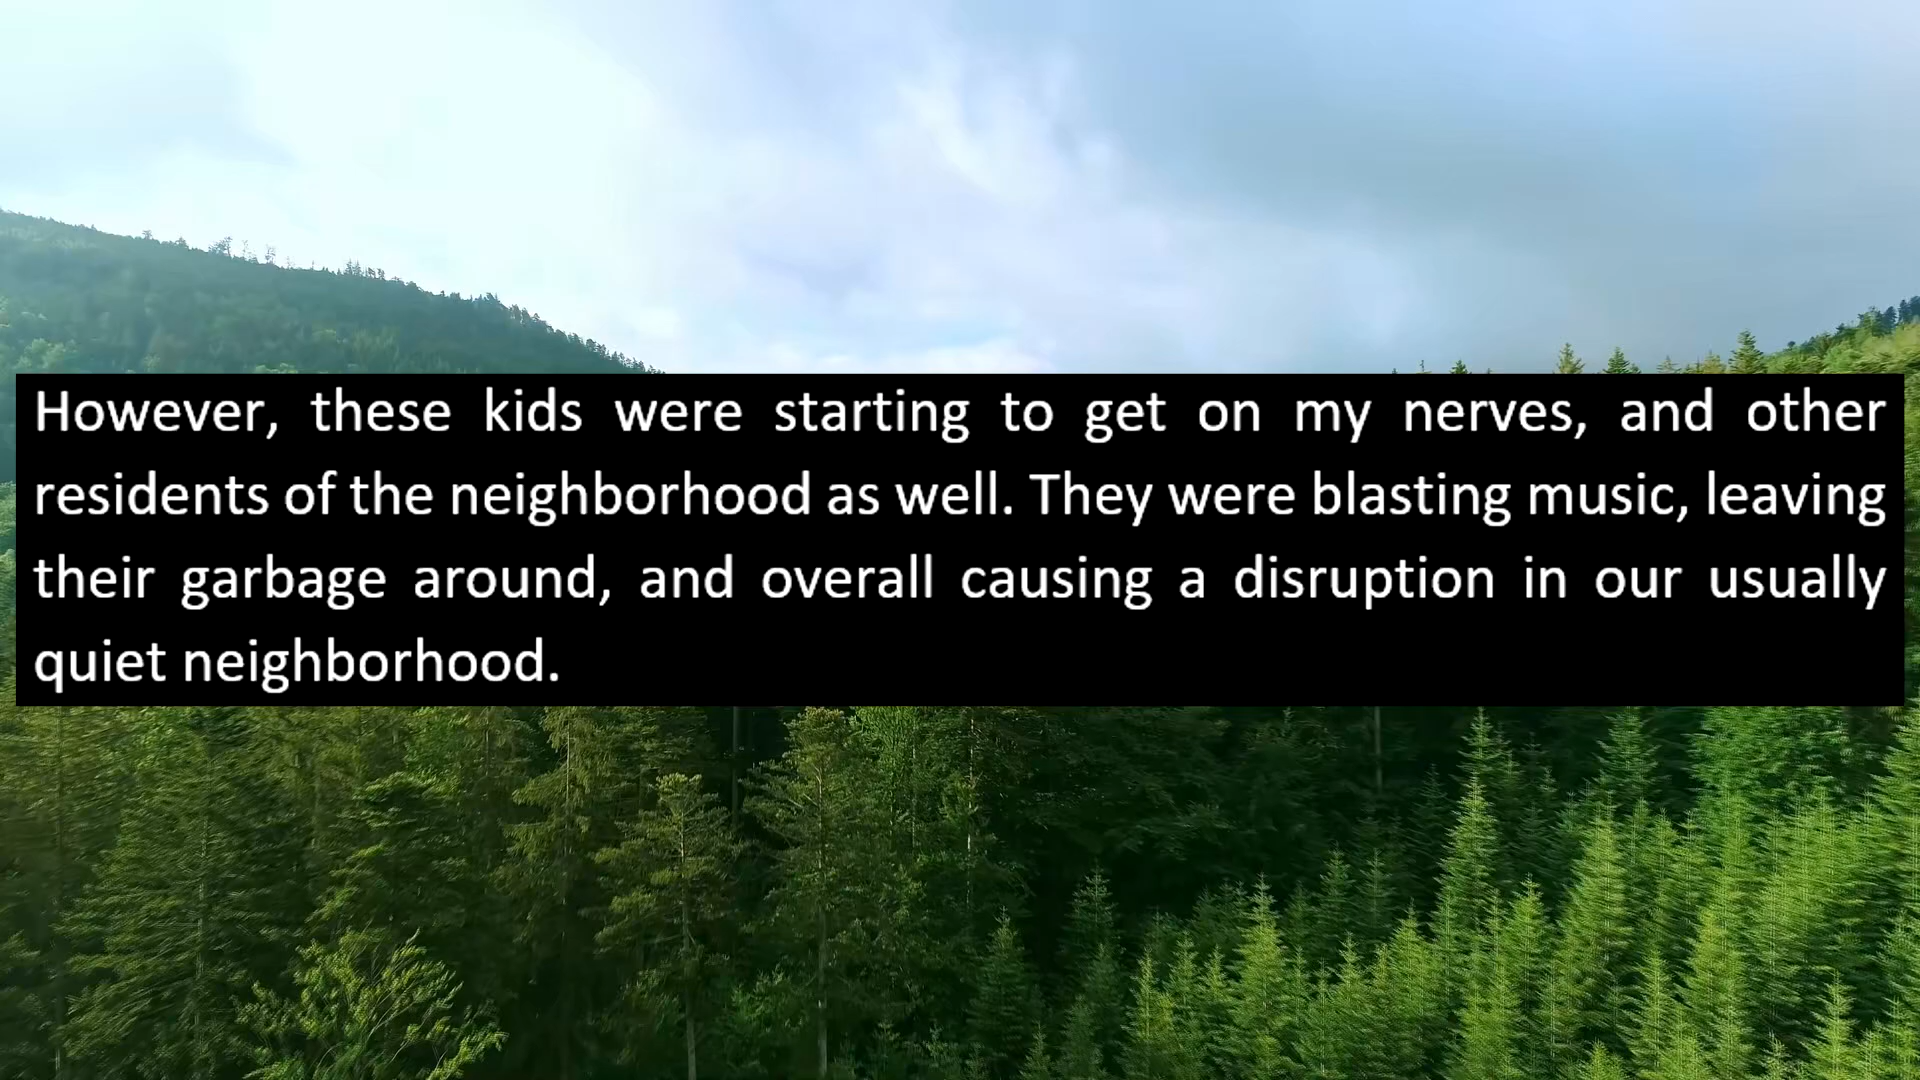 However, these kids were starting to get on my nerves, and other
residents of the neighborhood as well. They were blasting music, leaving
their garbage around, and overall causing a disruption in our usually
quiet neighborhood.